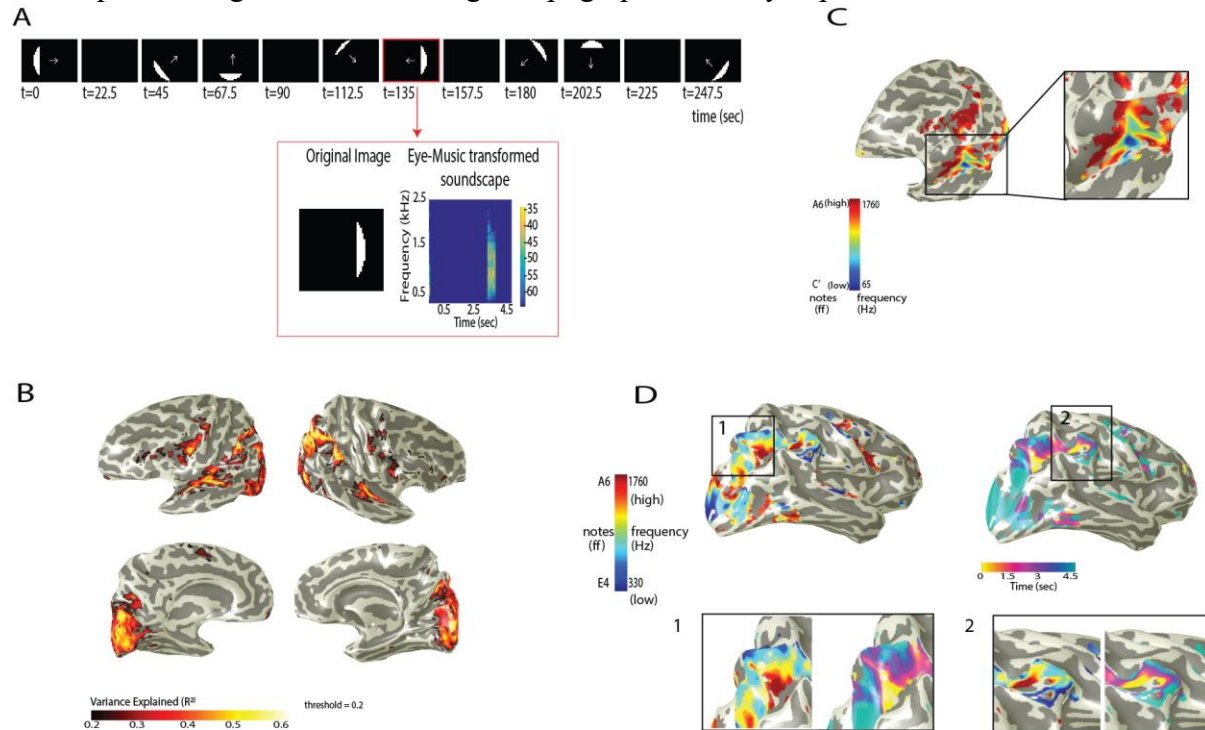 A
t=0 t=22.5 t=45 t=67.5 t=90 t=112.5 t=135 t=157.5 t=180 t=202.5 t=225 t=247.5
time (sec)
Original Image
Eye-Music transformed
soundscape
Frequency (kHz)
2.5
1.5
0.5
0.5 2.5 4.5
Time (sec)
-35
-40
-45
-50
55
60
C
A6 (high) 1760
C' (low) 65
notes frequency
(ff) (Hz)
B
Variance Explained (R²)
threshold = 0.2
0.2 0.3 0.4 0.5 0.6
D
1
2
A6 1760
(high)
notes frequency
(ff) (Hz)
E4 330
(low)
0 1.5 3 4.5
Time (sec)
1
2